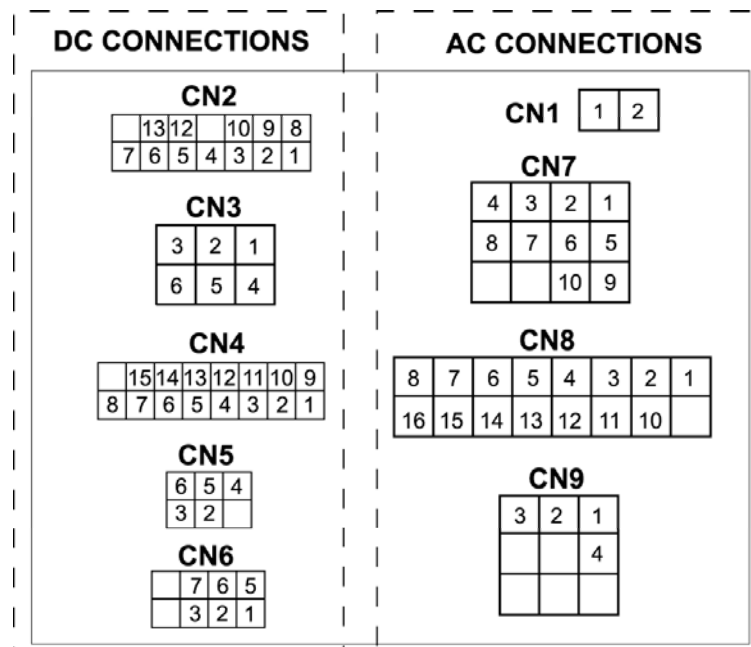 DC CONNECTIONS
AC CONNECTIONS
CN2
13 12 10 9 8
7 6 5 4 3 2 1
CN3
3 2 1
6 5 4
CN4
15 14 13 12 11 10 9
8 7 6 5 4 3 2 1
CN5
6 5 4
3 2
CN6
7 6 5
3 2 1
CN1 1 2
CN7
4 3 2 1
8 7 6 5
10 9
CN8
8 7 6 5 4 3 2 1
16 15 14 13 12 11 10
CN9
3 2 1
4